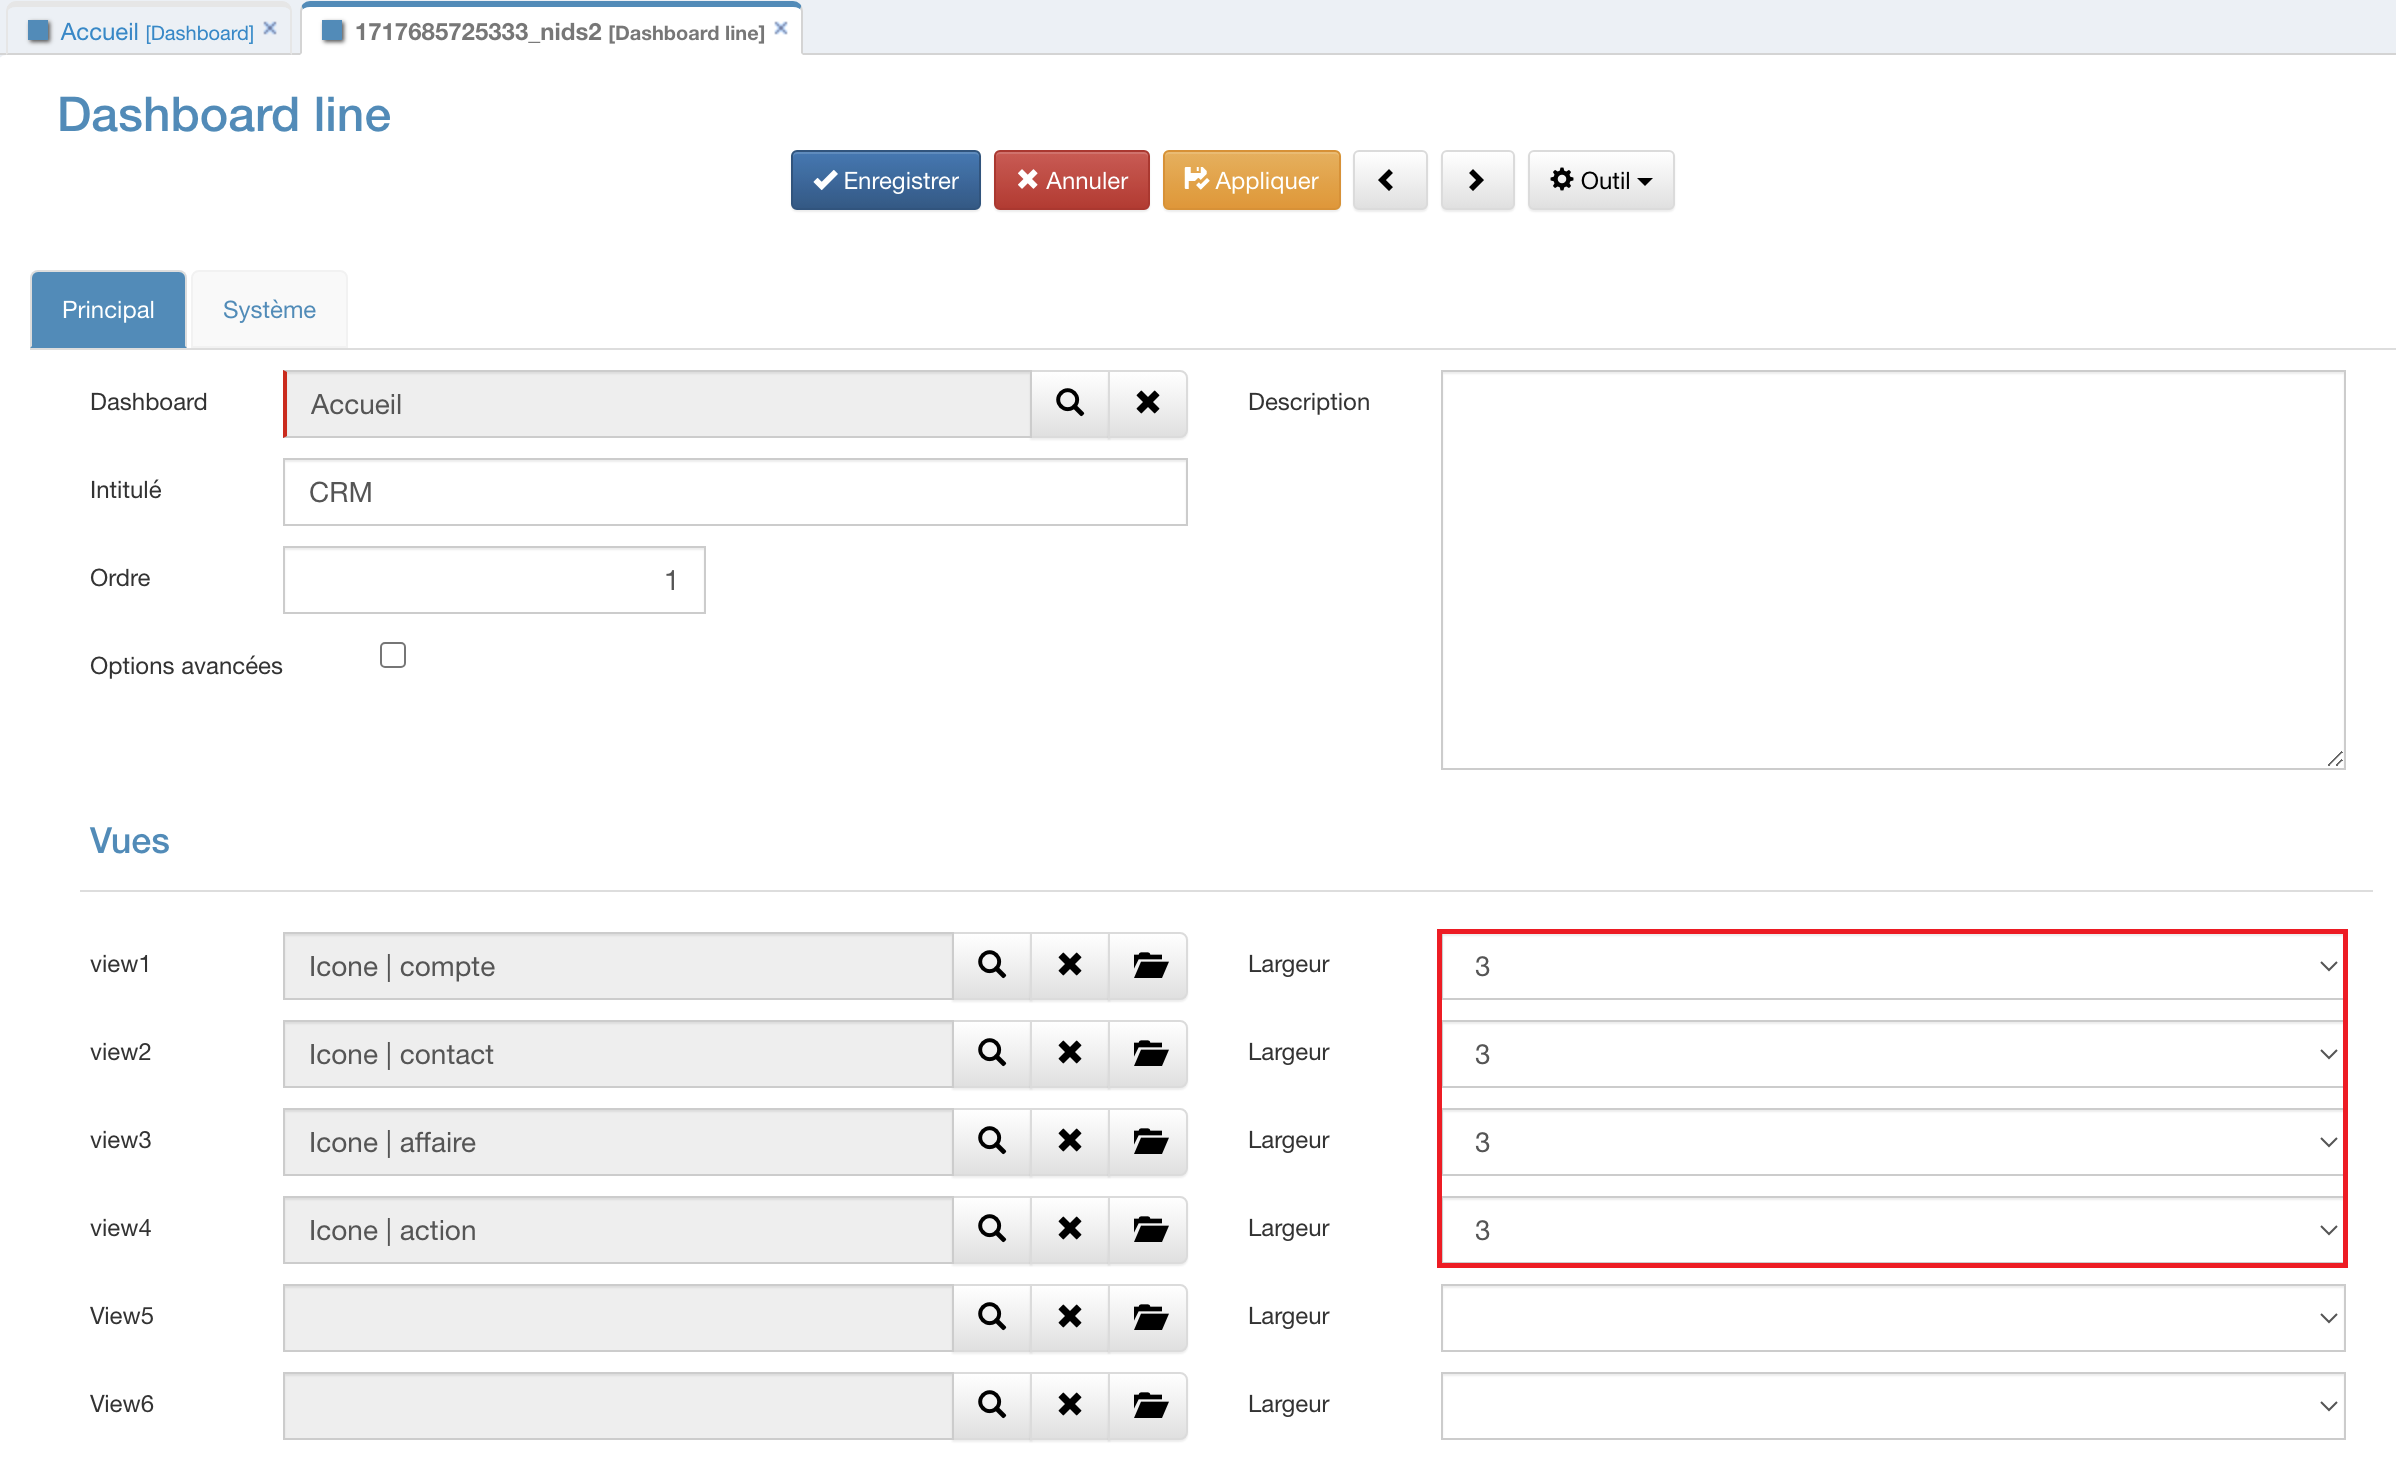 Accueil [Dashboard] 1717685725333_nids2 [Dashboard line]
Dashboard line
Enregistrer Annuler Appliquer Outil
Principal Système
Dashboard Accueil Description
Intitulé CRM
Ordre 1
Options avancées
Vues
view1 Icone | compte Largeur 3
view2 Icone | contact Largeur 3
view3 Icone | affaire Largeur 3
view4 Icone | action Largeur 3
View5 Largeur
View6 Largeur